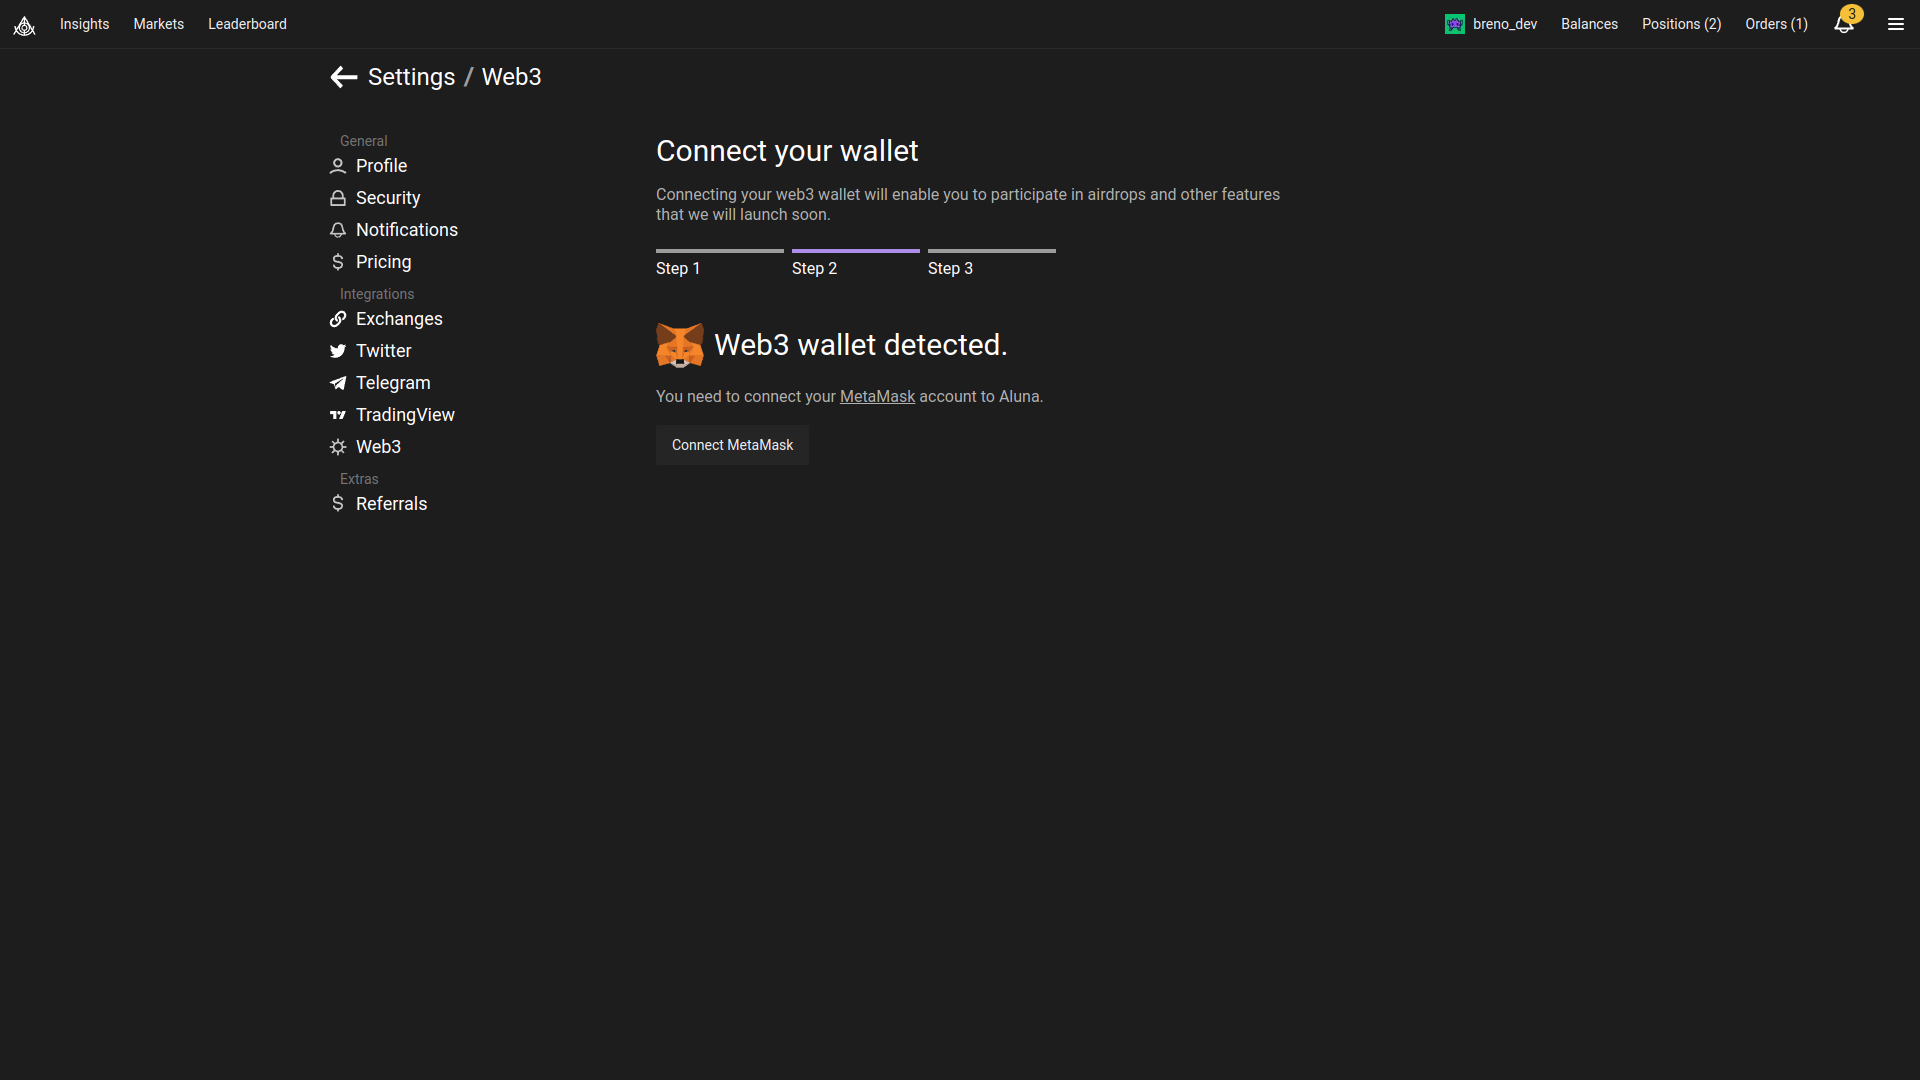 Insights Markets Leaderboard breno_dev Balances Positions (2) Orders (1) 3
Settings / Web3
General
Profile
Security
Notifications
Pricing
Integrations
Exchanges
Twitter
Telegram
TradingView
Web3
Extras
Referrals
Connect your wallet
Connecting your web3 wallet will enable you to participate in airdrops and other features
that we will launch soon.
Step 1 Step 2 Step 3
Web3 wallet detected.
You need to connect your MetaMask account to Aluna.
Connect MetaMask